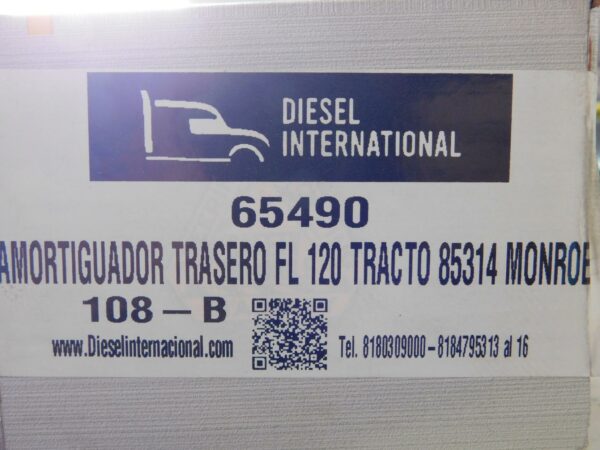 DIESEL
INTERNATIONAL
65490
AMORTIGUADOR TRASERO FL 120 TRACTO 85314 MONROE
108 – B
www.Dieselinternacional.com
Tel. 8180309000–8184795313 al 16